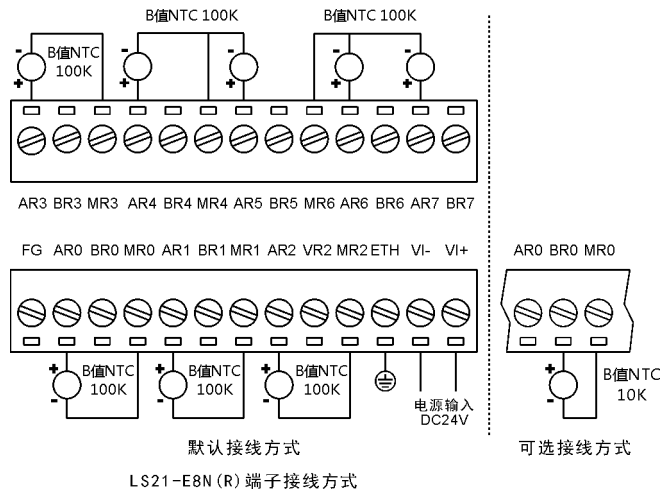 B值NTC 100K
B值NTC 100K
B值NTC
100K
AR3 BR3 MR3 AR4 BR4 MR4 AR5 BR5 MR6 AR6 BR6 AR7 BR7
FG AR0 BR0 MR0 AR1 BR1 MR1 AR2 VR2 MR2 ETH VI- VI+
AR0 BR0 MR0
B值NTC
100K
B值NTC
100K
B值NTC
100K
电源输入
DC24V
B值NTC
10K
默认接线方式
可选接线方式
LS21-E8N(R)端子接线方式